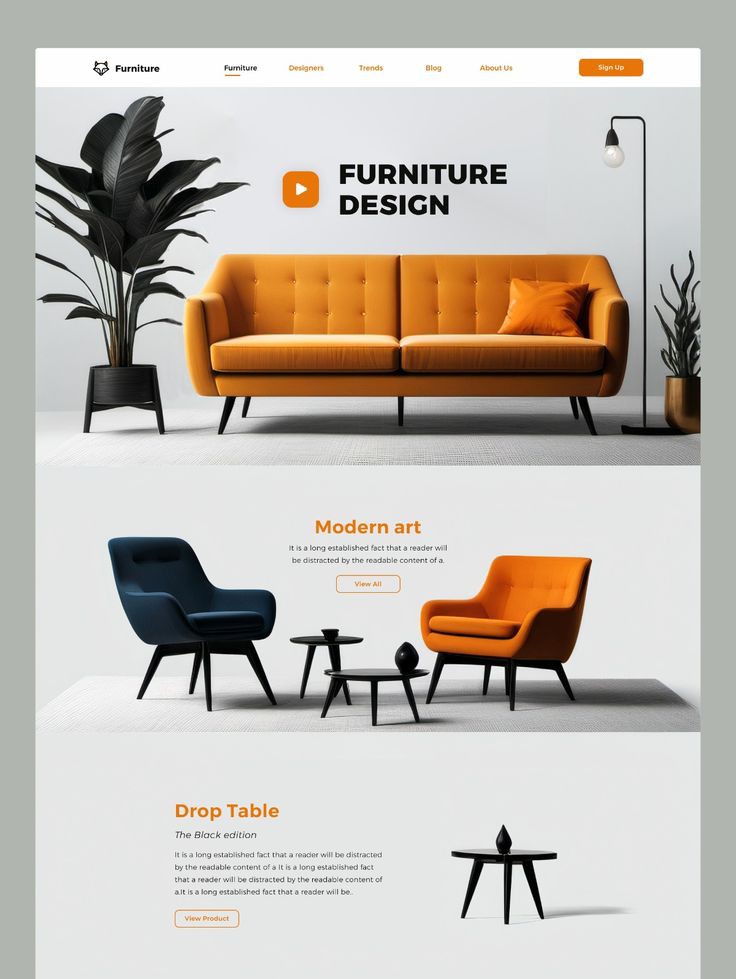 Furniture
Furniture
Designers
Trends
Blog
About Us
Sign Up
FURNITURE
DESIGN
Modern art
It is a long established fact that a reader will
be distracted by the readable content of a.
View All
Drop Table
The Black edition
It is a long established fact that a reader will be distracted
by the readable content of a It is a long established fact
that a reader will be distracted by the readable content of
a.It is a long established fact that a reader will be..
View Product